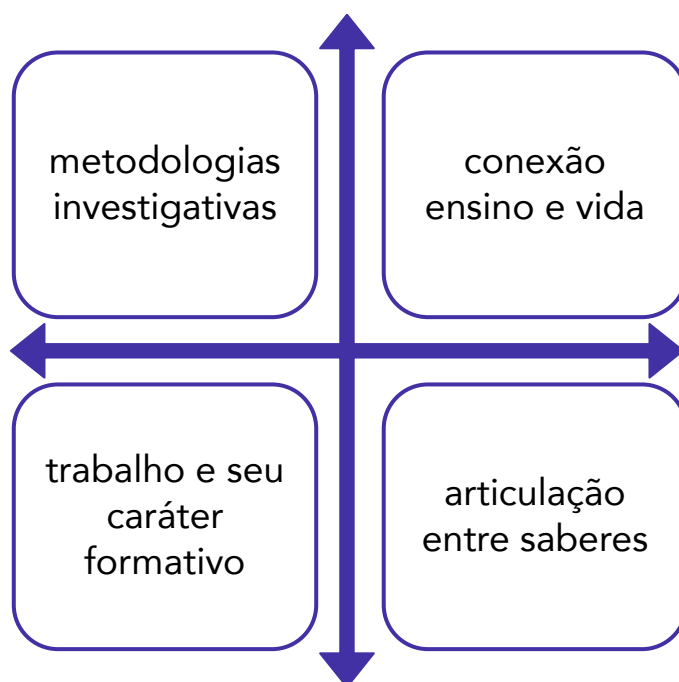 metodologias
investigativas
conexão
ensino e vida
trabalho e seu
caráter
formativo
articulação
entre saberes